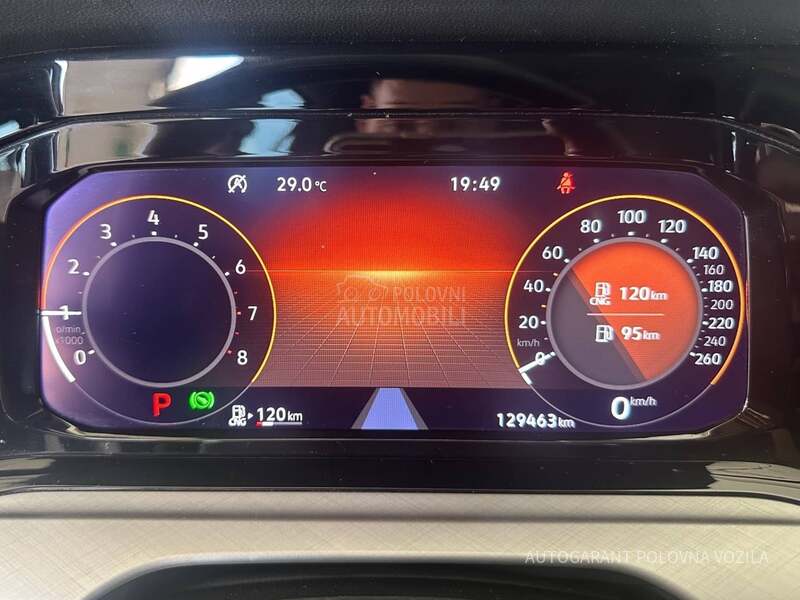 29.0 °C
19:49
0 1 2 3 4 5 6 7 8
o/min
x1000
0 20 40 60 80 100 120 140 160 180 200 220 240 260
km/h
CNG 120 km
95 km
POLOVNI
AUTOMOBILI
P
CNG 120 km
129463 km
0 km/h
AUTOGARANT POLOVNA VOZILA